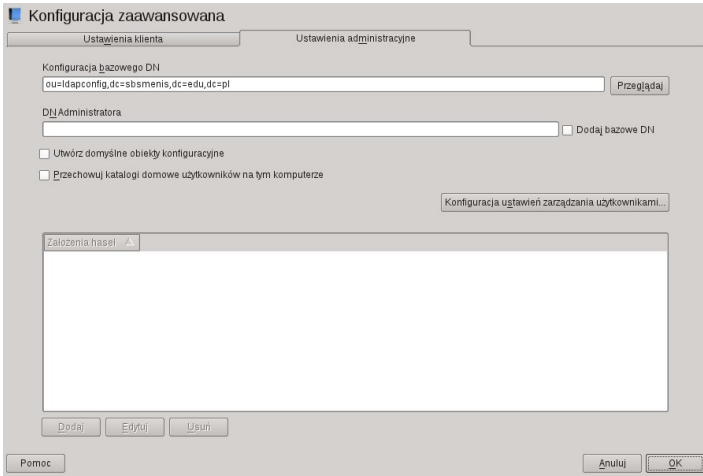 Konfiguracja zaawansowana
Ustawienia klienta
Ustawienia administracyjne
Konfiguracja bazowego DN
ou=ldapconfig,dc=sbsmenis,dc=edu,dc=pl
Przeglądaj
DN Administratora
Dodaj bazowe DN
Utwórz domyślne obiekty konfiguracyjne
Przechowuj katalogi domowe użytkowników na tym komputerze
Konfiguracja ustawień zarządzania użytkownikami...
Założenia haseł
Dodaj
Edytuj
Usuń
Pomoc
Anuluj
OK